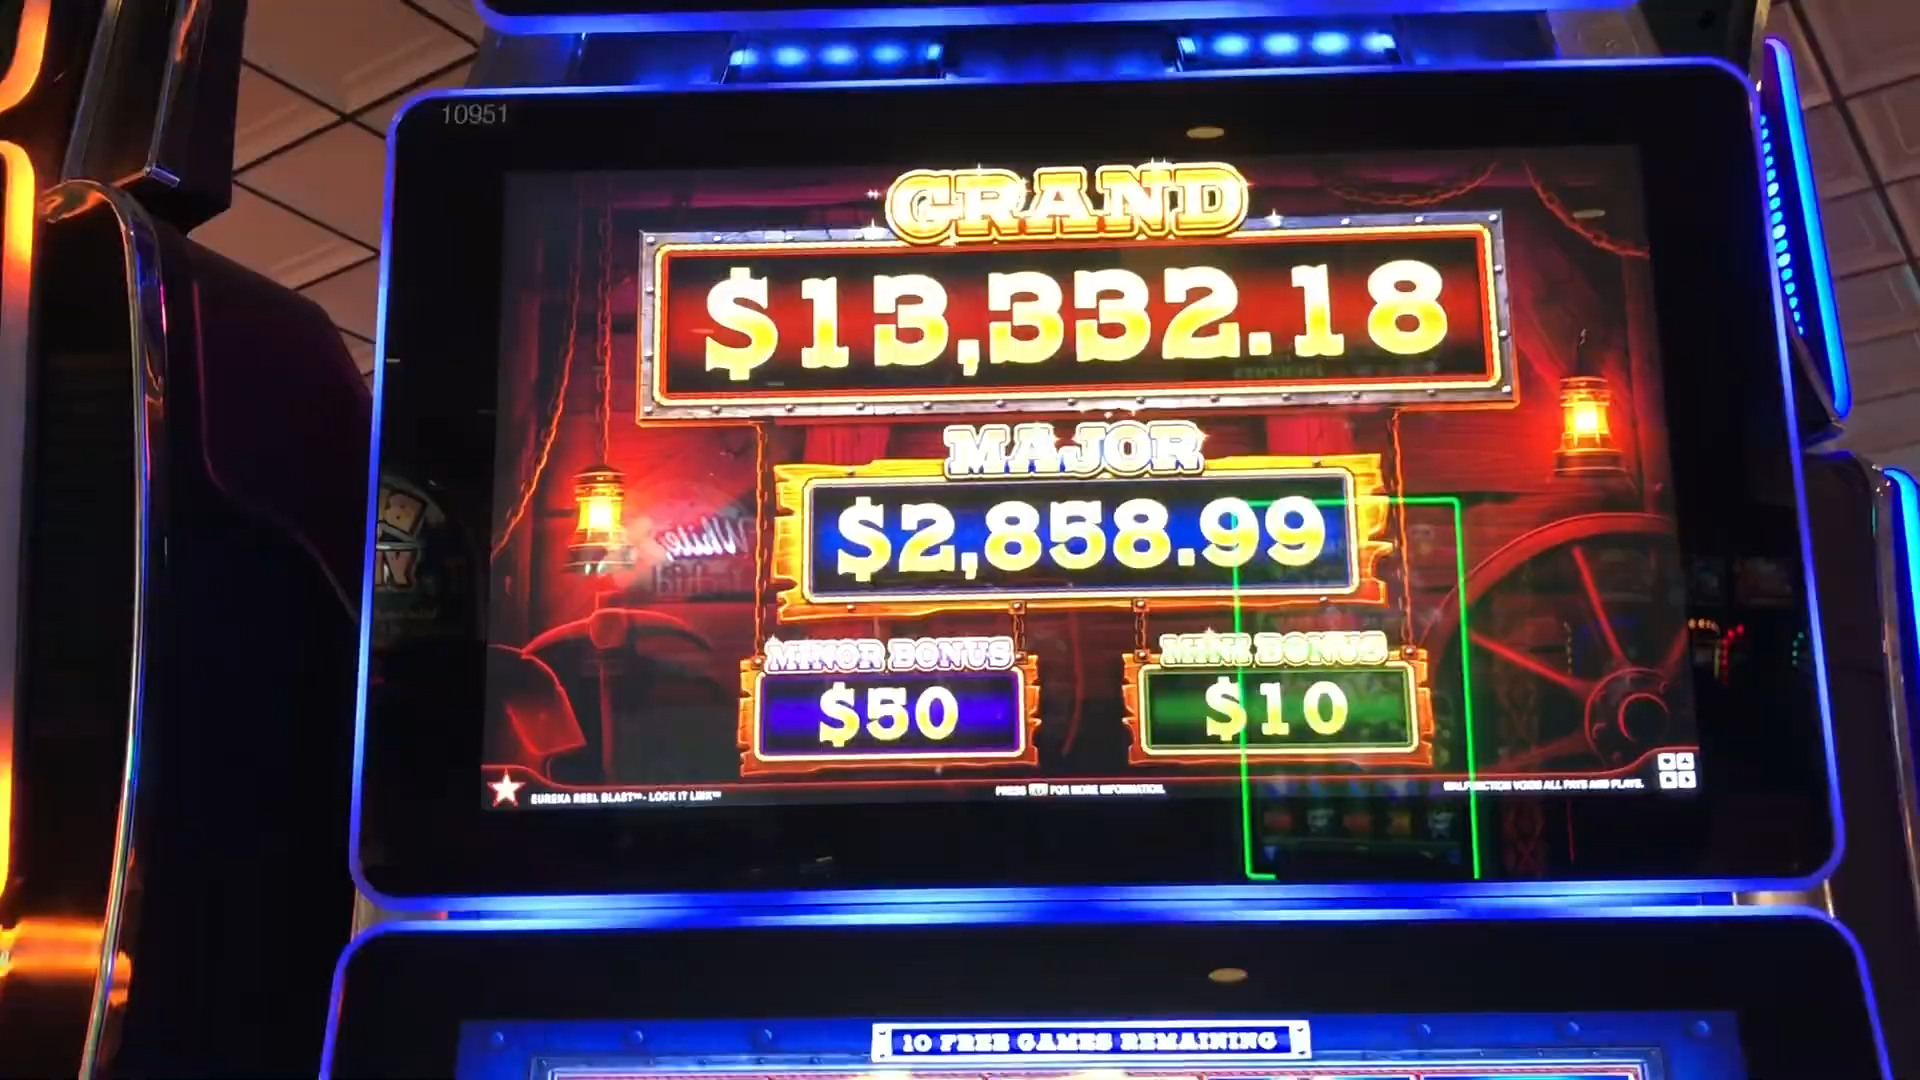 10951
GRAND
$13,332.18
MAJOR
$2,858.99
MINOR BONUS
$50
MINI BONUS
$10
EUREKA REEL BLAST™ - LOCK IT LINK™
PRESS FOR MORE INFORMATION.
MALFUNCTION VOIDS ALL PAYS AND PLAYS.
10 FREE GAMES REMAINING